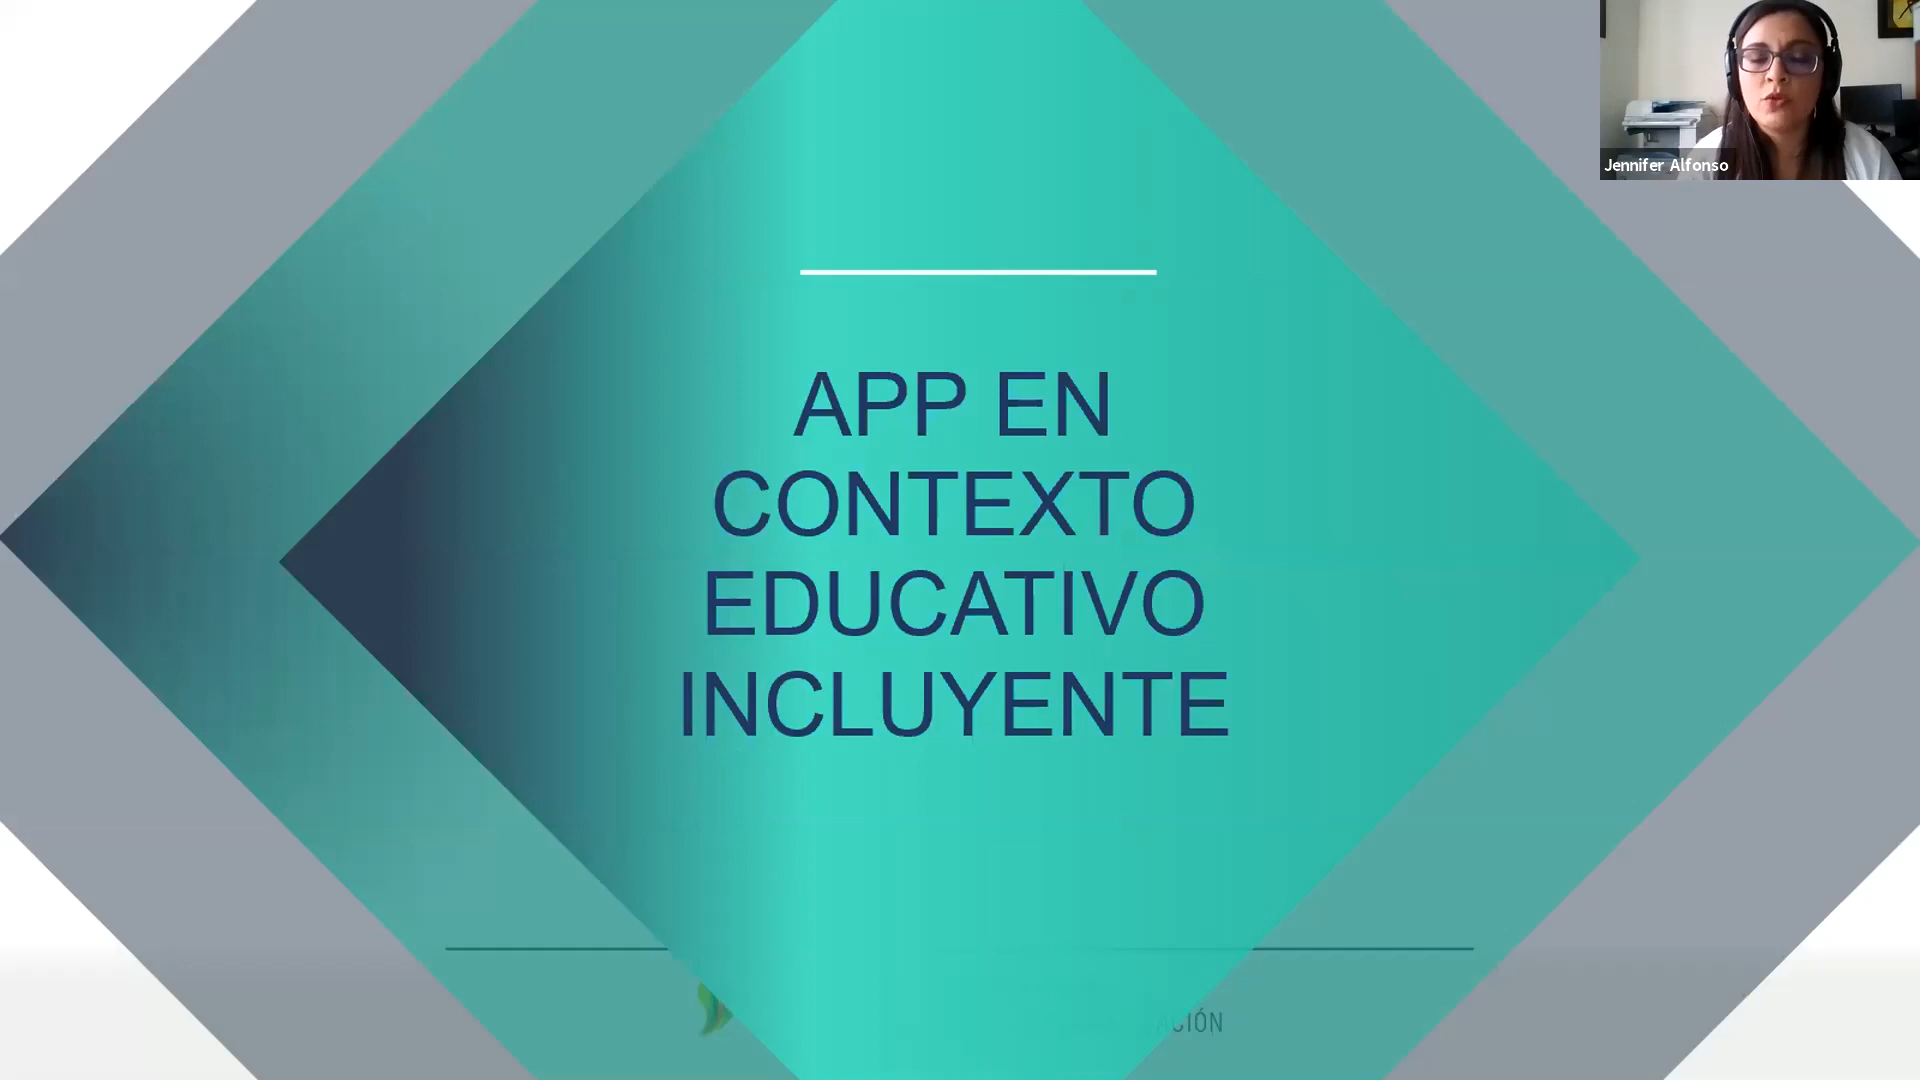 Jennifer Alfonso
APP EN
CONTEXTO
EDUCATIVO
INCLUYENTE